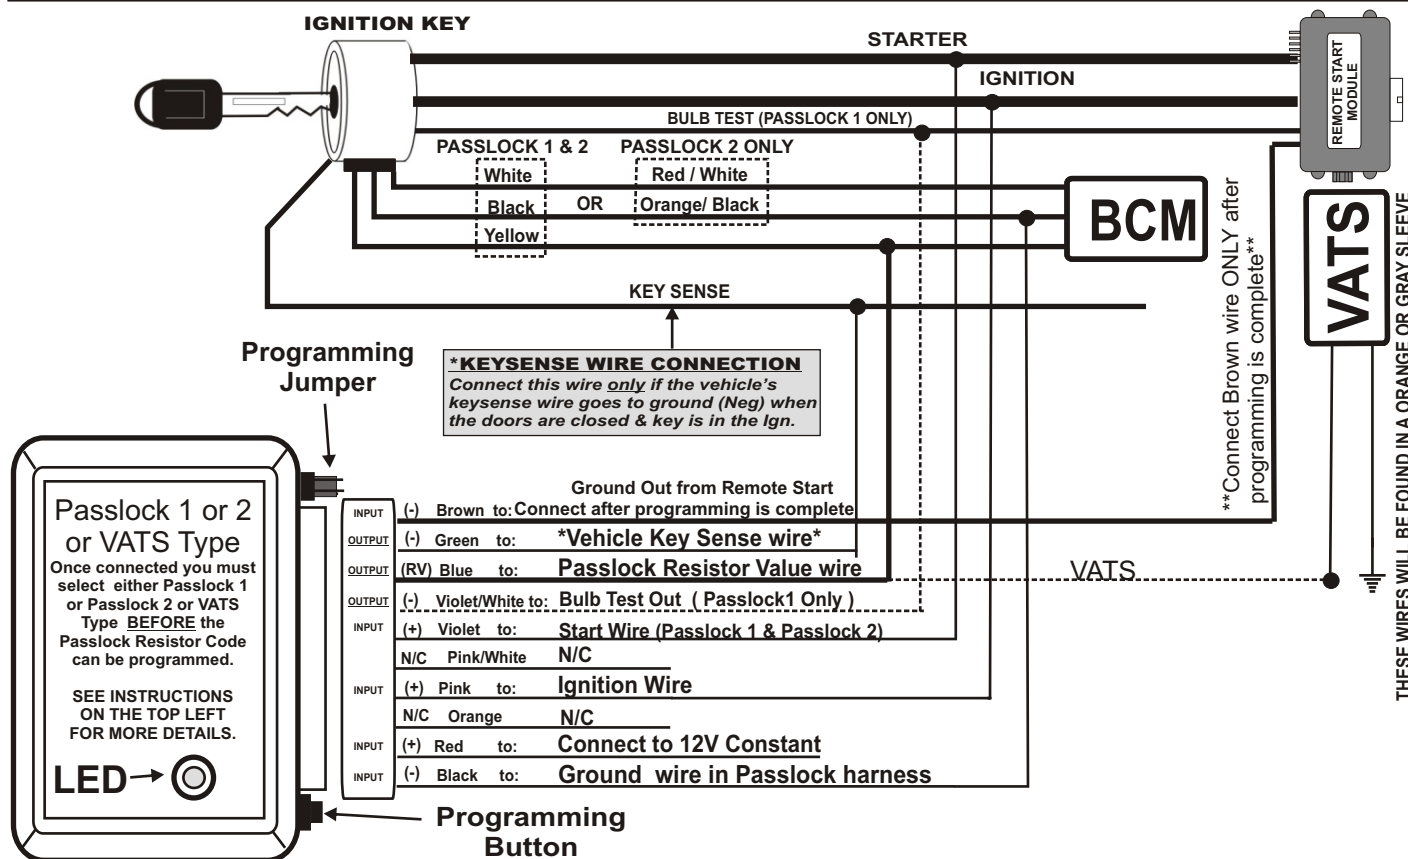 IGNITION KEY
STARTER
IGNITION
BULB TEST (PASSLOCK 1 ONLY)
REMOTE START
MODULE
PASSLOCK 1 & 2
PASSLOCK 2 ONLY
White
Black
Yellow
OR
Red / White
Orange/ Black
BCM
VATS
THESE WIRES WILL BE FOUND IN A ORANGE OR GRAY SLEEVE
**Connect Brown wire ONLY after
programming is complete**
KEY SENSE
*KEYSENSE WIRE CONNECTION
Connect this wire only if the vehicle's
keysense wire goes to ground (Neg) when
the doors are closed & key is in the Ign.
Programming
Jumper
Passlock 1 or 2
or VATS Type
Once connected you must
select either Passlock 1
or Passlock 2 or VATS
Type BEFORE the
Passlock Resistor Code
can be programmed.
SEE INSTRUCTIONS
ON THE TOP LEFT
FOR MORE DETAILS.
LED
Ground Out from Remote Start
INPUT (-) Brown to: Connect after programming is complete
OUTPUT (-) Green to: *Vehicle Key Sense wire*
OUTPUT (RV) Blue to: Passlock Resistor Value wire
VATS
OUTPUT (-) Violet/White to: Bulb Test Out ( Passlock1 Only )
INPUT (+) Violet to: Start Wire (Passlock 1 & Passlock 2)
N/C Pink/White N/C
INPUT (+) Pink to: Ignition Wire
N/C Orange N/C
INPUT (+) Red to: Connect to 12V Constant
INPUT (-) Black to: Ground wire in Passlock harness
Programming
Button